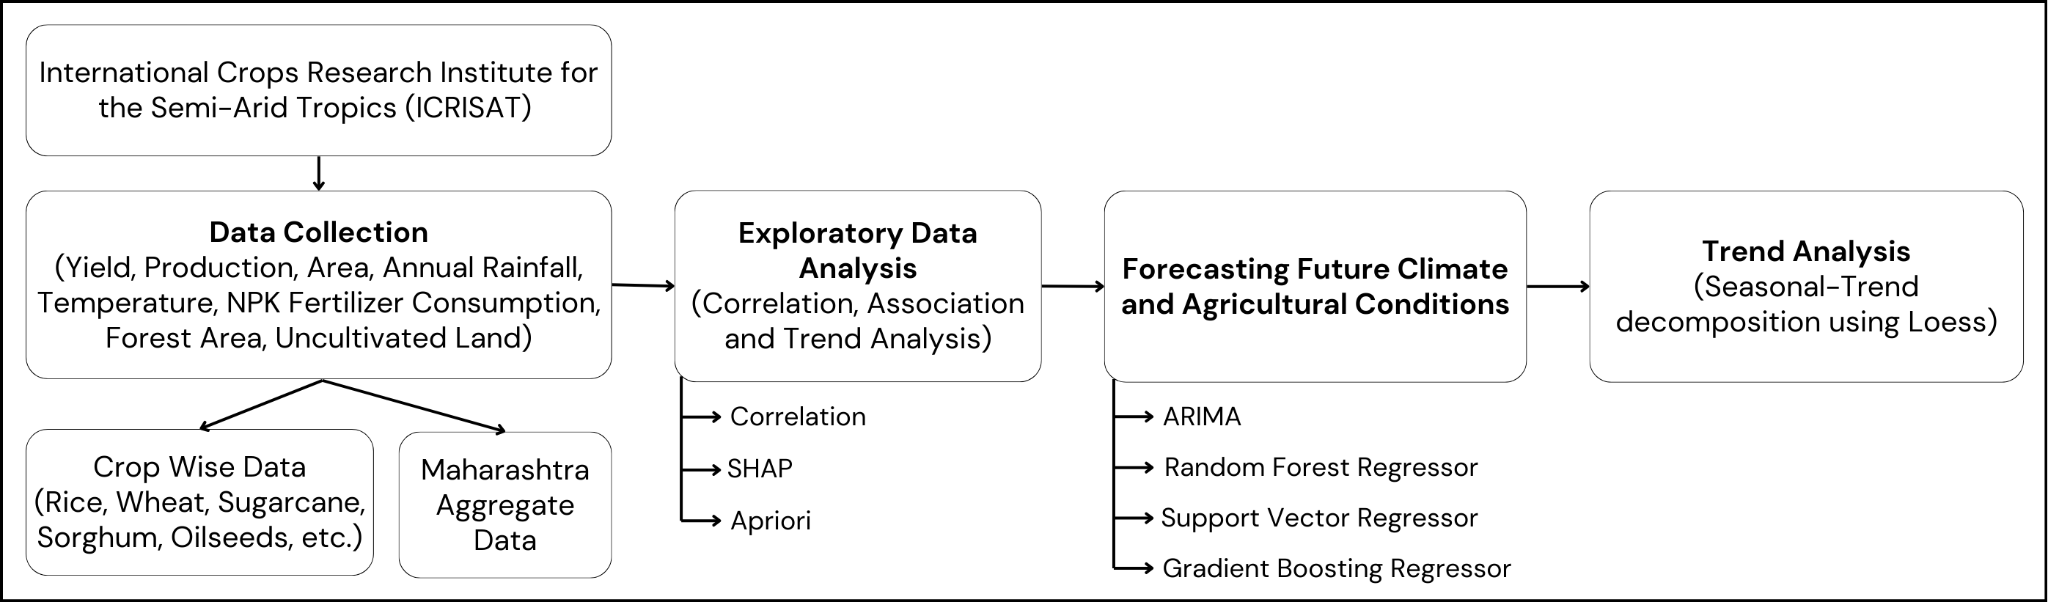 International Crops Research Institute for
the Semi-Arid Tropics (ICRISAT)
Data Collection
(Yield, Production, Area, Annual Rainfall,
Temperature, NPK Fertilizer Consumption,
Forest Area, Uncultivated Land)
Crop Wise Data
(Rice, Wheat, Sugarcane,
Sorghum, Oilseeds, etc.)
Maharashtra
Aggregate
Data
Exploratory Data
Analysis
(Correlation, Association
and Trend Analysis)
Correlation
SHAP
Apriori
Forecasting Future Climate
and Agricultural Conditions
ARIMA
Random Forest Regressor
Support Vector Regressor
Gradient Boosting Regressor
Trend Analysis
(Seasonal-Trend
decomposition using Loess)